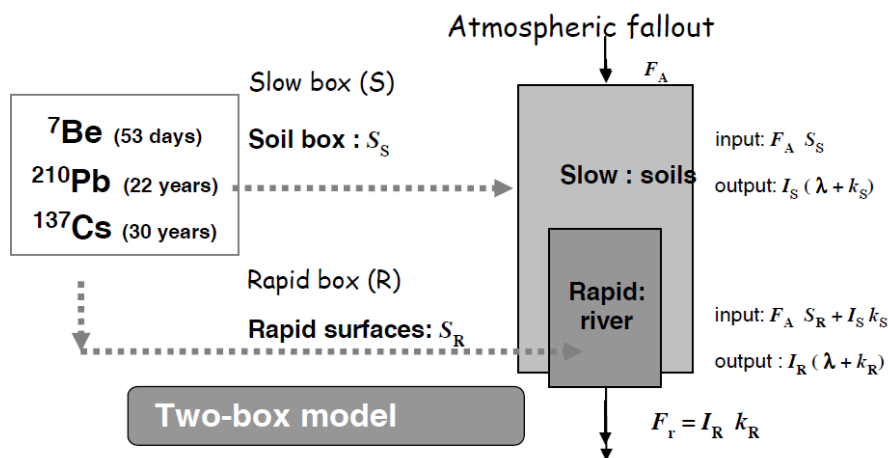 Atmospheric fallout
F_A
Slow box (S)
⁷Be (53 days)
²¹⁰Pb (22 years)
¹³⁷Cs (30 years)
Soil box : S_S
Slow : soils
input: F_A S_S
output: I_S ( λ + k_S)
Rapid box (R)
Rapid surfaces: S_R
Rapid:
river
input: F_A S_R + I_S k_S
output : I_R ( λ + k_R)
Two-box model
F_r = I_R k_R